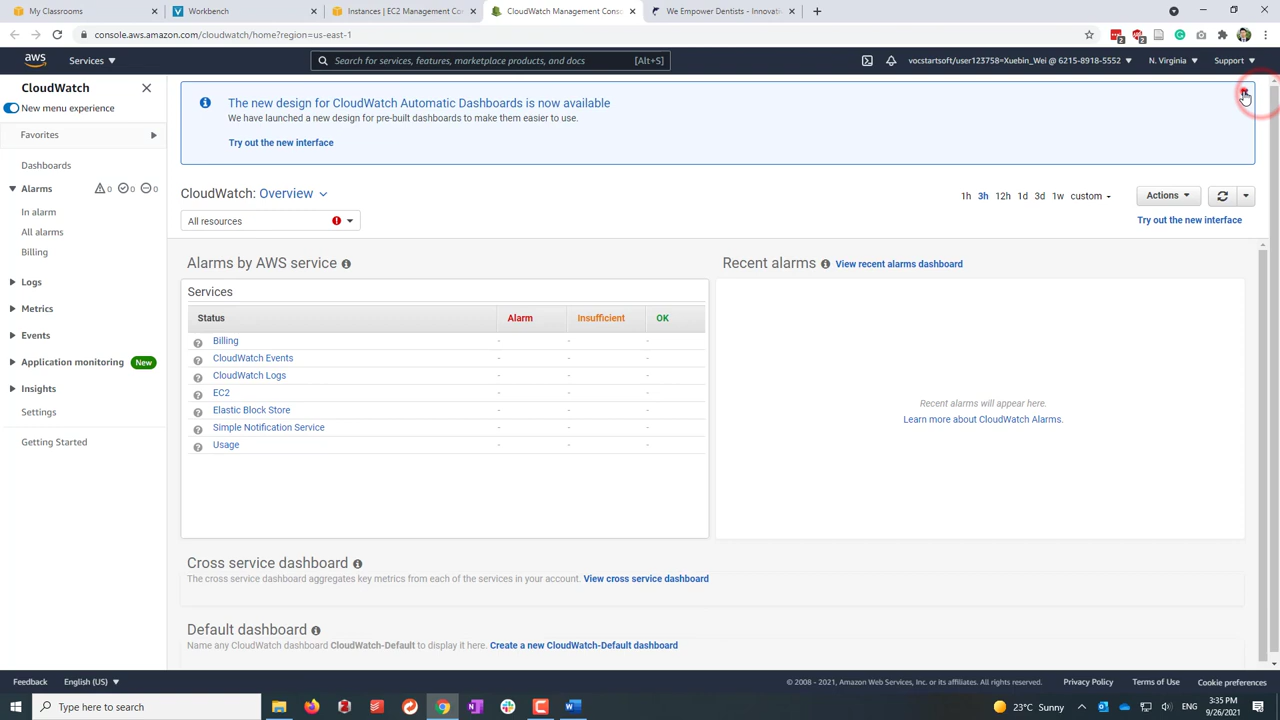 My Classrooms
Workbench
Instances | EC2 Management Con
CloudWatch Management Conso
We Empower Dentists - Innovati
console.aws.amazon.com/cloudwatch/home?region=us-east-1
2
2
aws
Services
Search for services, features, marketplace products, and docs
[Alt+S]
vocstartsoft/user123758=Xuebin_Wei @ 6215-8918-5552
N. Virginia
Support
CloudWatch
New menu experience
Favorites
Dashboards
Alarms
0
0
0
In alarm
All alarms
Billing
Logs
Metrics
Events
Application monitoring
New
Insights
Settings
Getting Started
The new design for CloudWatch Automatic Dashboards is now available
We have launched a new design for pre-built dashboards to make them easier to use.
Try out the new interface
CloudWatch: Overview
1h 3h 12h 1d 3d 1w custom
Actions
Try out the new interface
All resources
Alarms by AWS service
Services
Status Alarm Insufficient OK
Billing - - -
CloudWatch Events - - -
CloudWatch Logs - - -
EC2 - - -
Elastic Block Store - - -
Simple Notification Service - - -
Usage - - -
Recent alarms View recent alarms dashboard
Recent alarms will appear here.
Learn more about CloudWatch Alarms.
Cross service dashboard
The cross service dashboard aggregates key metrics from each of the services in your account. View cross service dashboard
Default dashboard
Name any CloudWatch dashboard CloudWatch-Default to display it here. Create a new CloudWatch-Default dashboard
Feedback
English (US)
© 2008 - 2021, Amazon Web Services, Inc. or its affiliates. All rights reserved.
Privacy Policy
Terms of Use
Cookie preferences
Type here to search
23°C Sunny
ENG
3:35 PM
9/26/2021